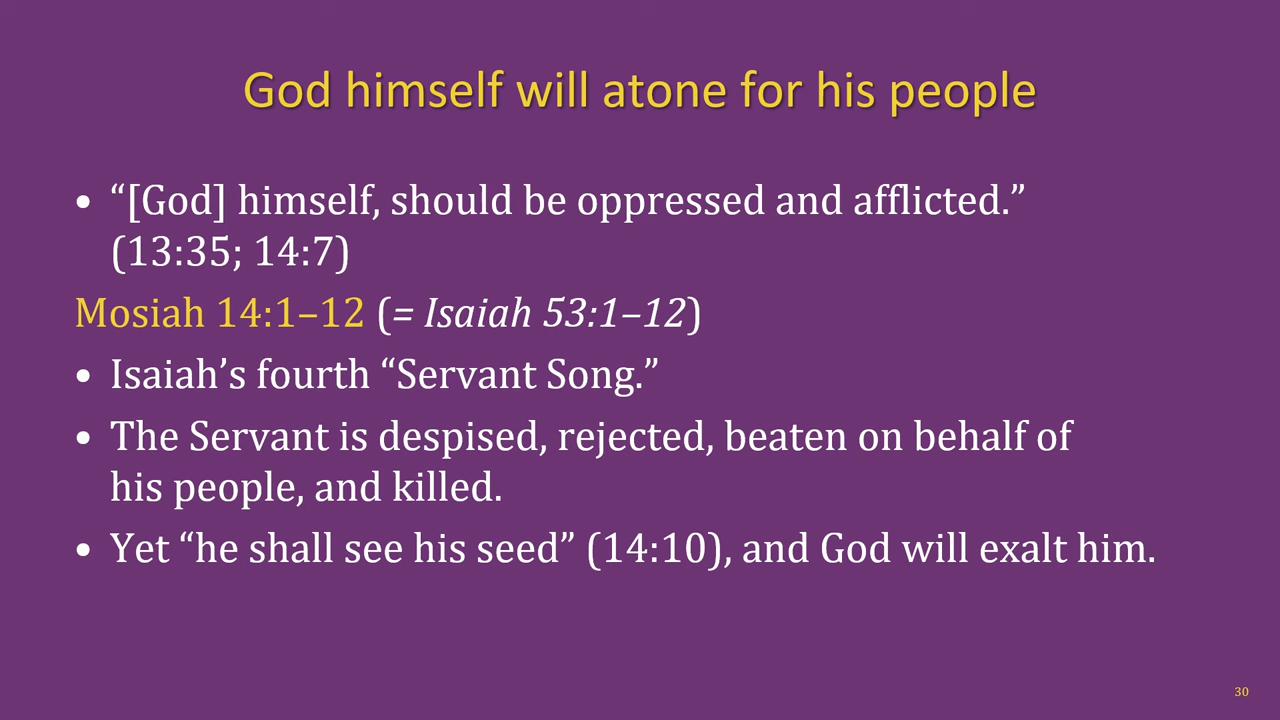 God himself will atone for his people
• “[God] himself, should be oppressed and afflicted.”
(13:35; 14:7)
Mosiah 14:1–12 (= Isaiah 53:1–12)
• Isaiah’s fourth “Servant Song.”
• The Servant is despised, rejected, beaten on behalf of
his people, and killed.
• Yet “he shall see his seed” (14:10), and God will exalt him.
30